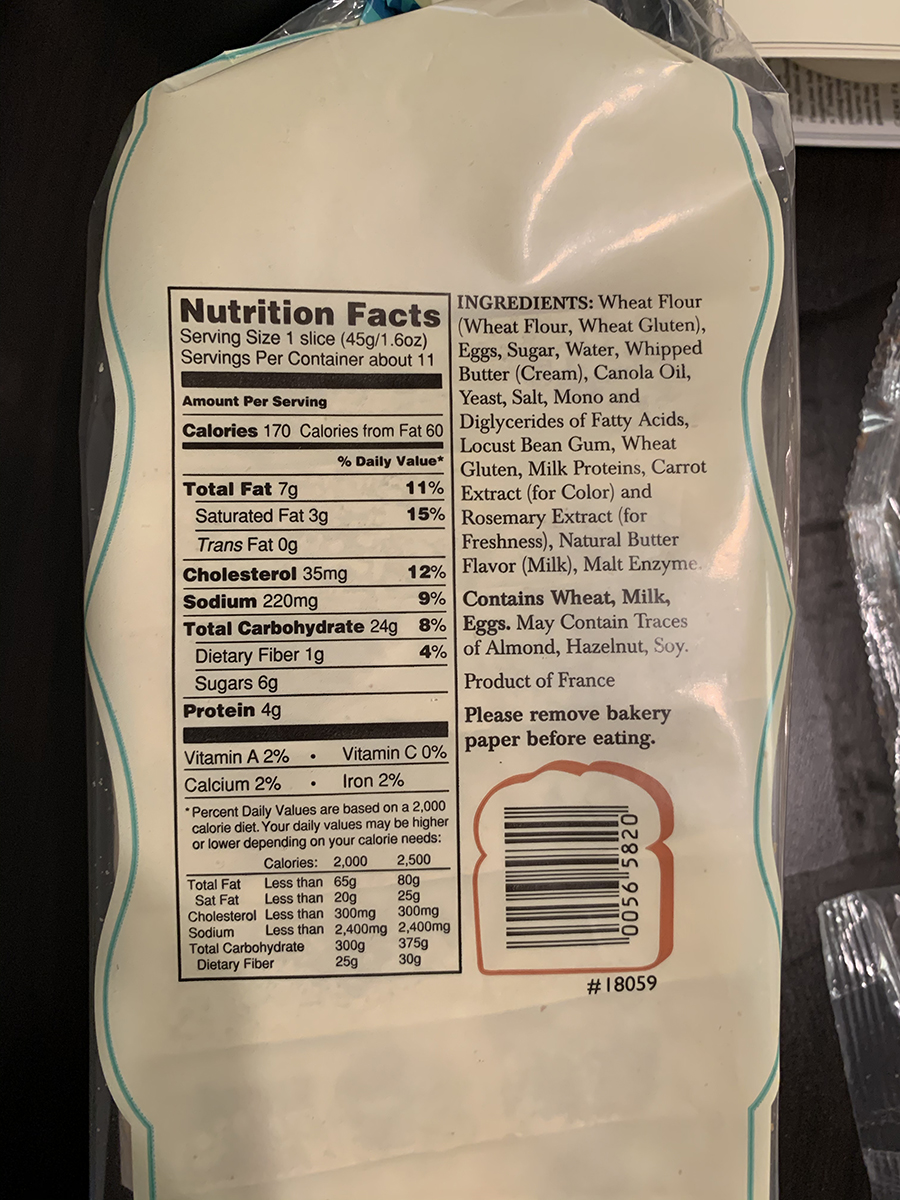 Nutrition Facts
Serving Size 1 slice (45g/1.6oz)
Servings Per Container about 11
Amount Per Serving
Calories 170 Calories from Fat 60
% Daily Value*
Total Fat 7g 11%
Saturated Fat 3g 15%
Trans Fat 0g
Cholesterol 35mg 12%
Sodium 220mg 9%
Total Carbohydrate 24g 8%
Dietary Fiber 1g 4%
Sugars 6g
Protein 4g
Vitamin A 2% • Vitamin C 0%
Calcium 2% • Iron 2%
*Percent Daily Values are based on a 2,000
calorie diet. Your daily values may be higher
or lower depending on your calorie needs:
Calories: 2,000 2,500
Total Fat Less than 65g 80g
Sat Fat Less than 20g 25g
Cholesterol Less than 300mg 300mg
Sodium Less than 2,400mg 2,400mg
Total Carbohydrate 300g 375g
Dietary Fiber 25g 30g
INGREDIENTS: Wheat Flour
(Wheat Flour, Wheat Gluten),
Eggs, Sugar, Water, Whipped
Butter (Cream), Canola Oil,
Yeast, Salt, Mono and
Diglycerides of Fatty Acids,
Locust Bean Gum, Wheat
Gluten, Milk Proteins, Carrot
Extract (for Color) and
Rosemary Extract (for
Freshness), Natural Butter
Flavor (Milk), Malt Enzyme.
Contains Wheat, Milk,
Eggs. May Contain Traces
of Almond, Hazelnut, Soy.
Product of France
Please remove bakery
paper before eating.
0056 5820
#18059